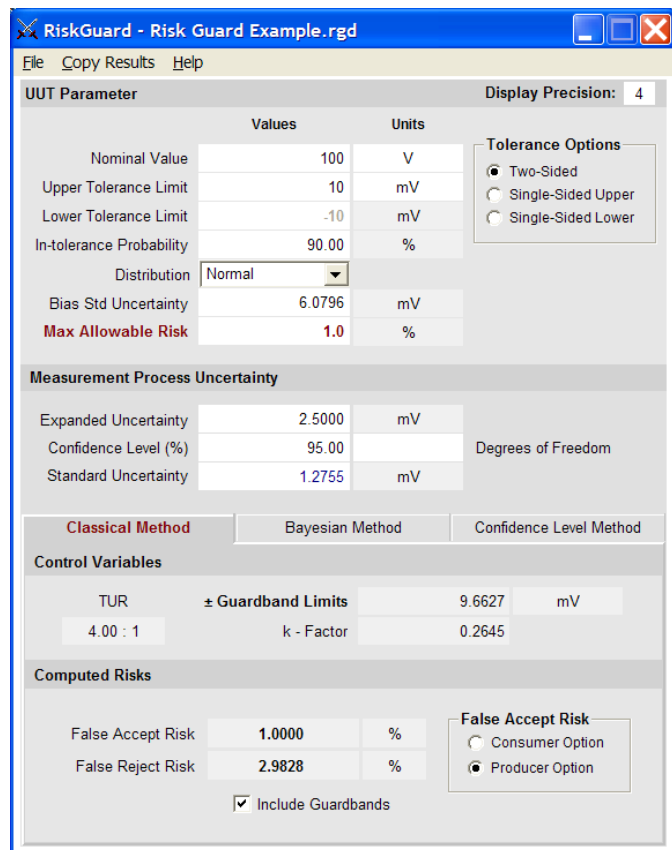 RiskGuard - Risk Guard Example.rgd
File Copy Results Help
UUT Parameter Display Precision: 4
Values Units
Tolerance Options
Nominal Value 100 V
Two-Sided
Upper Tolerance Limit 10 mV
Single-Sided Upper
Lower Tolerance Limit -10 mV
Single-Sided Lower
In-tolerance Probability 90.00 %
Distribution Normal
Bias Std Uncertainty 6.0796 mV
Max Allowable Risk 1.0 %
Measurement Process Uncertainty
Expanded Uncertainty 2.5000 mV
Confidence Level (%) 95.00 Degrees of Freedom
Standard Uncertainty 1.2755 mV
Classical Method Bayesian Method Confidence Level Method
Control Variables
TUR ± Guardband Limits 9.6627 mV
4.00 : 1 k - Factor 0.2645
Computed Risks
False Accept Risk
False Accept Risk 1.0000 % Consumer Option
False Reject Risk 2.9828 % Producer Option
Include Guardbands